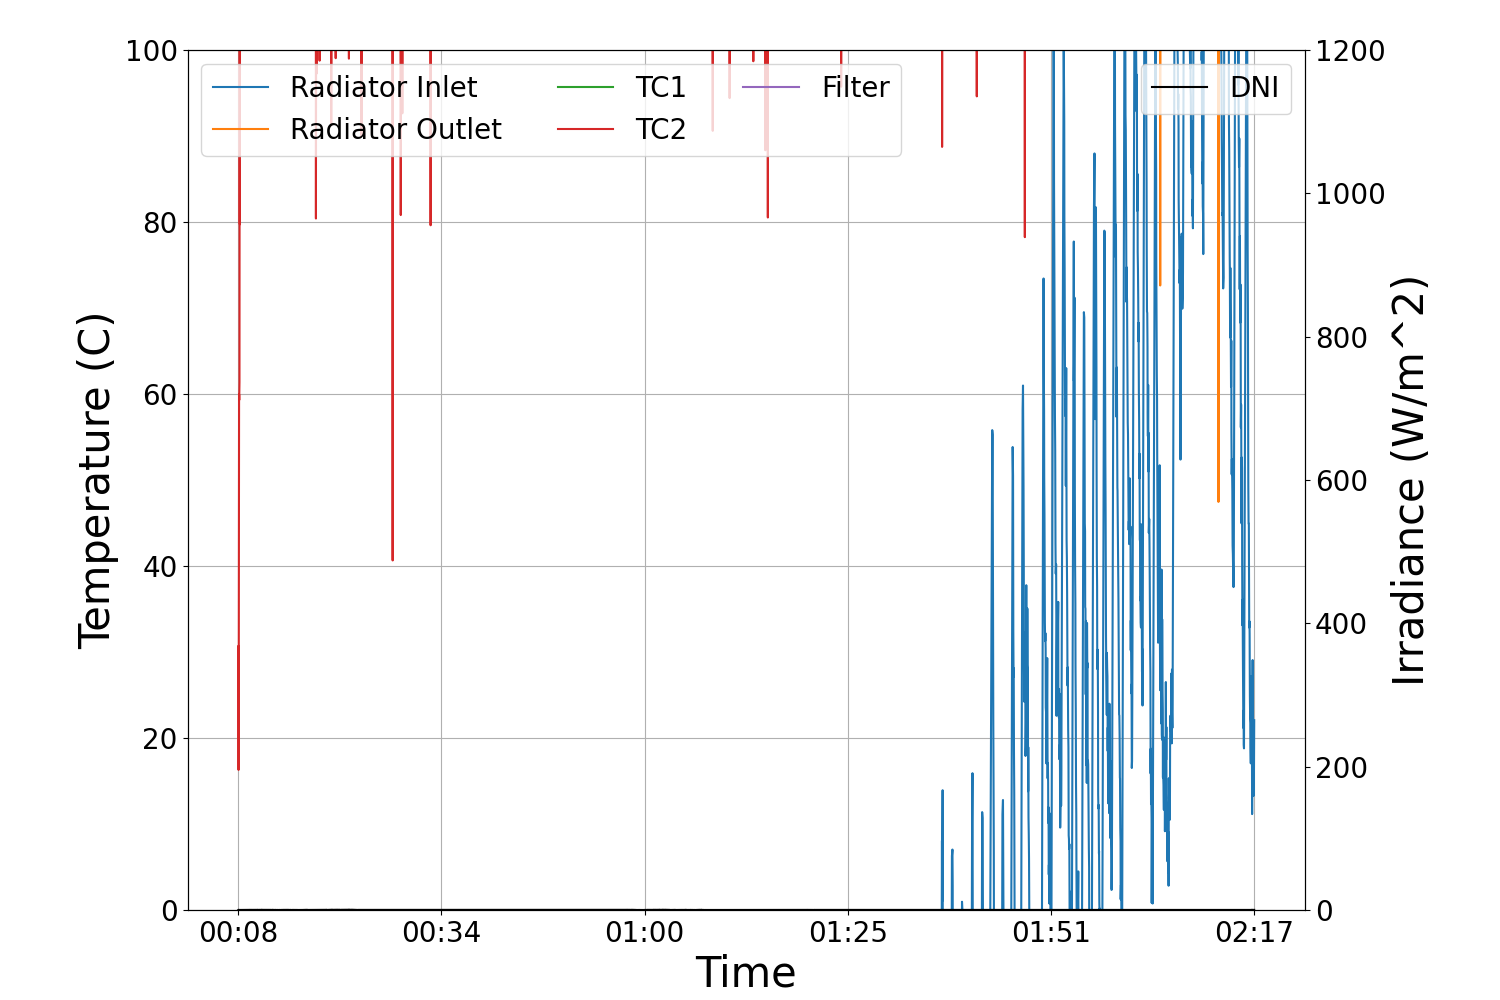 100
80
60
40
20
0
Temperature (C)
Radiator Inlet
Radiator Outlet
TC1
TC2
Filter
DNI
1200
1000
800
600
400
200
0
Irradiance (W/m^2)
00:08
00:34
01:00
01:25
01:51
02:17
Time